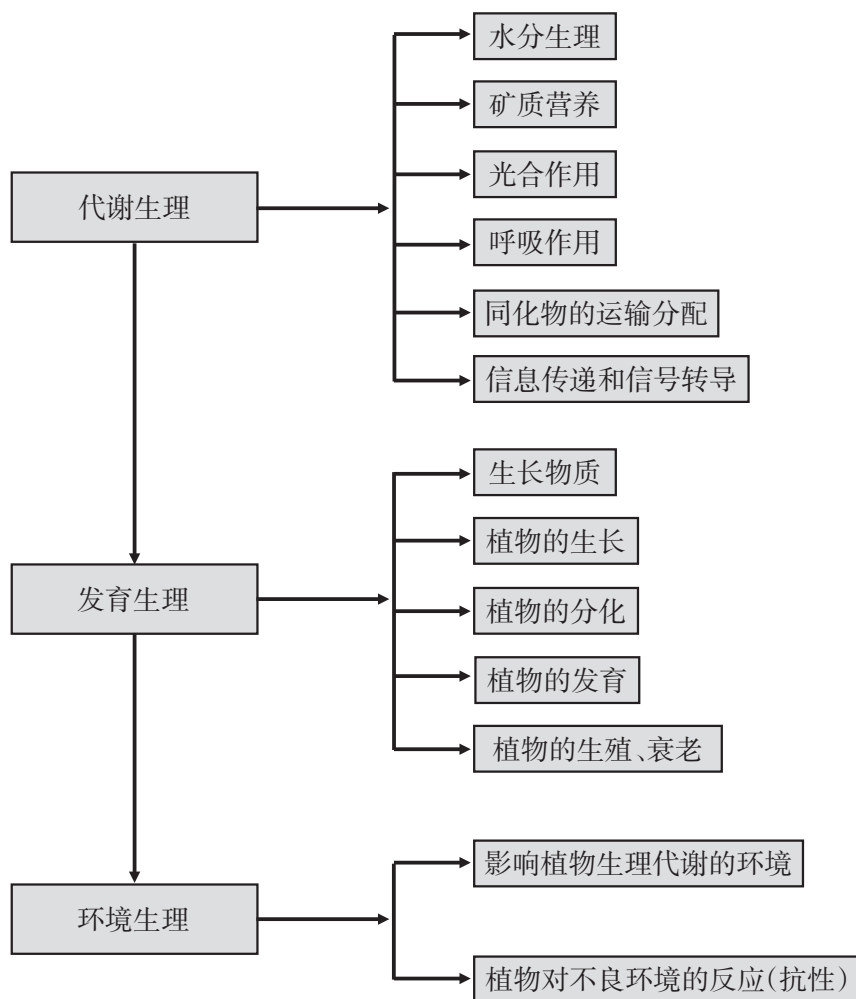 水分生理
矿质营养
光合作用
代谢生理
呼吸作用
同化物的运输分配
信息传递和信号转导
生长物质
植物的生长
发育生理
植物的分化
植物的发育
植物的生殖、衰老
影响植物生理代谢的环境
环境生理
植物对不良环境的反应(抗性)